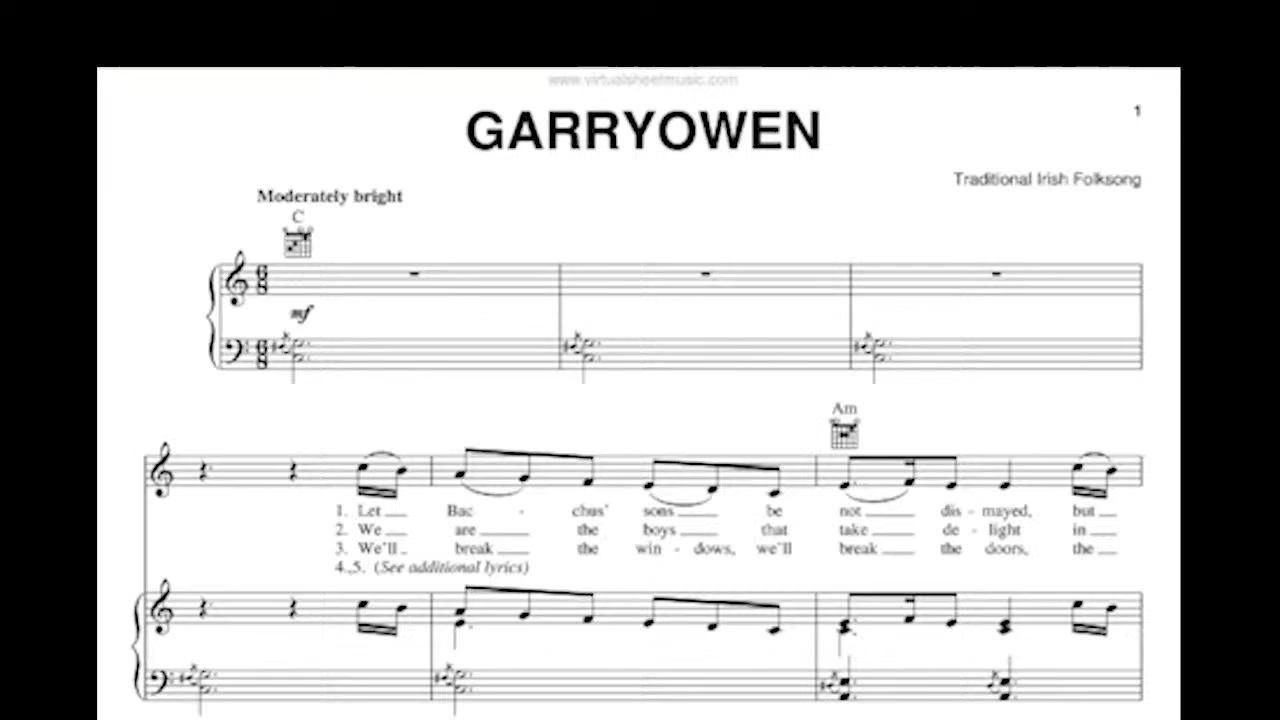 www.virtualsheetmusic.com
1
GARRYOWEN
Traditional Irish Folksong
Moderately bright
C
mf
Am
1. Let Bac - chus' sons be not dis - mayed, but
2. We are the boys that take de - light in
3. We'll break the win - dows, we'll break the doors, the
4.,5. (See additional lyrics)